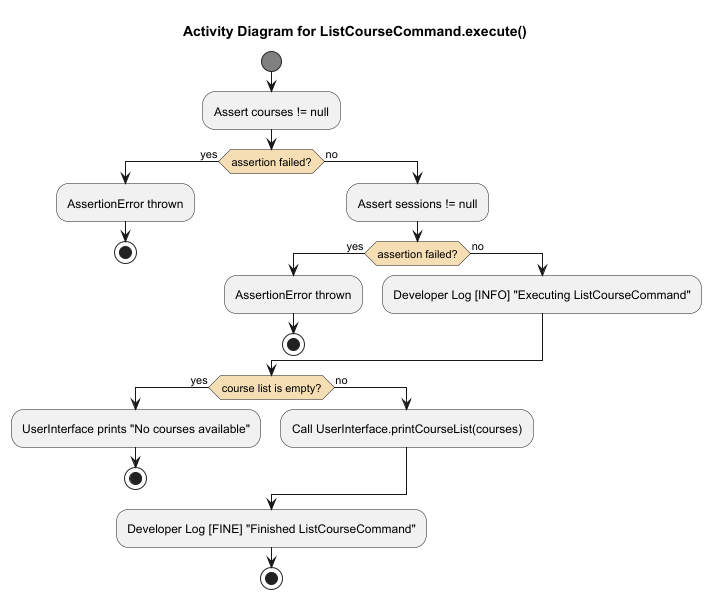 Activity Diagram for ListCourseCommand.execute()
Assert courses != null
yes
assertion failed?
no
AssertionError thrown
Assert sessions != null
yes
assertion failed?
no
AssertionError thrown
Developer Log [INFO] "Executing ListCourseCommand"
yes
course list is empty?
no
UserInterface prints "No courses available"
Call UserInterface.printCourseList(courses)
Developer Log [FINE] "Finished ListCourseCommand"